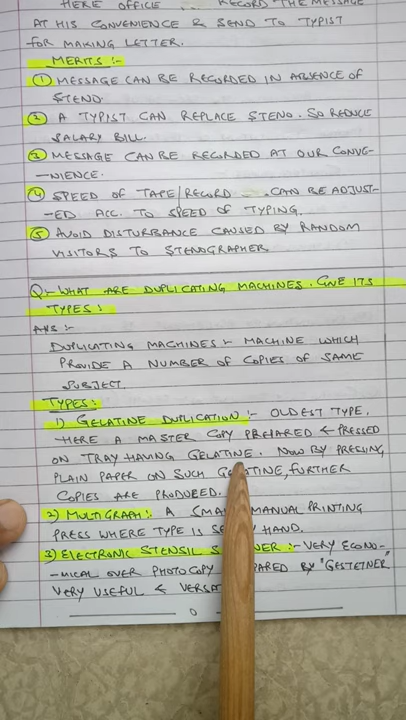 HERE OFFICE RECORD THE MESSAGE
AT HIS CONVENIENCE & SEND TO TYPIST
FOR MAKING LETTER.
MERITS :-
1 MESSAGE CAN BE RECORDED IN ABSENCE OF
STENO.
2 A TYPIST CAN REPLACE STENO. SO REDUCE
SALARY BILL.
3 MESSAGE CAN BE RECORDED AT OUR CONVE-
-NIENCE.
4 SPEED OF TAPE/RECORD CAN BE ADJUST-
-ED ACC. TO SPEED OF TYPING.
5 AVOID DISTURBANCE CAUSED BY RANDOM
VISITORS TO STENOGRAPHER
Q:- WHAT ARE DUPLICATING MACHINES. GIVE ITS
TYPES :
ANS :-
DUPLICATING MACHINES :- MACHINE WHICH
PROVIDE A NUMBER OF COPIES OF SAME
SUBJECT.
TYPES:
1) GELATINE DUPLICATION :- OLDEST TYPE.
HERE A MASTER COPY PREPARED & PRESSED
ON TRAY HAVING GELATINE. NOW BY PRESSING
PLAIN PAPER ON SUCH FURTHER
COPIES ARE PRODURED.
2) MULTIGRAPH:- A MANUAL PRINTING
PRESS WHERE TYPE IS HAND.
3) ELECTRONIC STENSIL :- VERY ECONO-
-MICAL OVER PHOTOCOPY BY "GESTETNER"
VERY USEFUL &